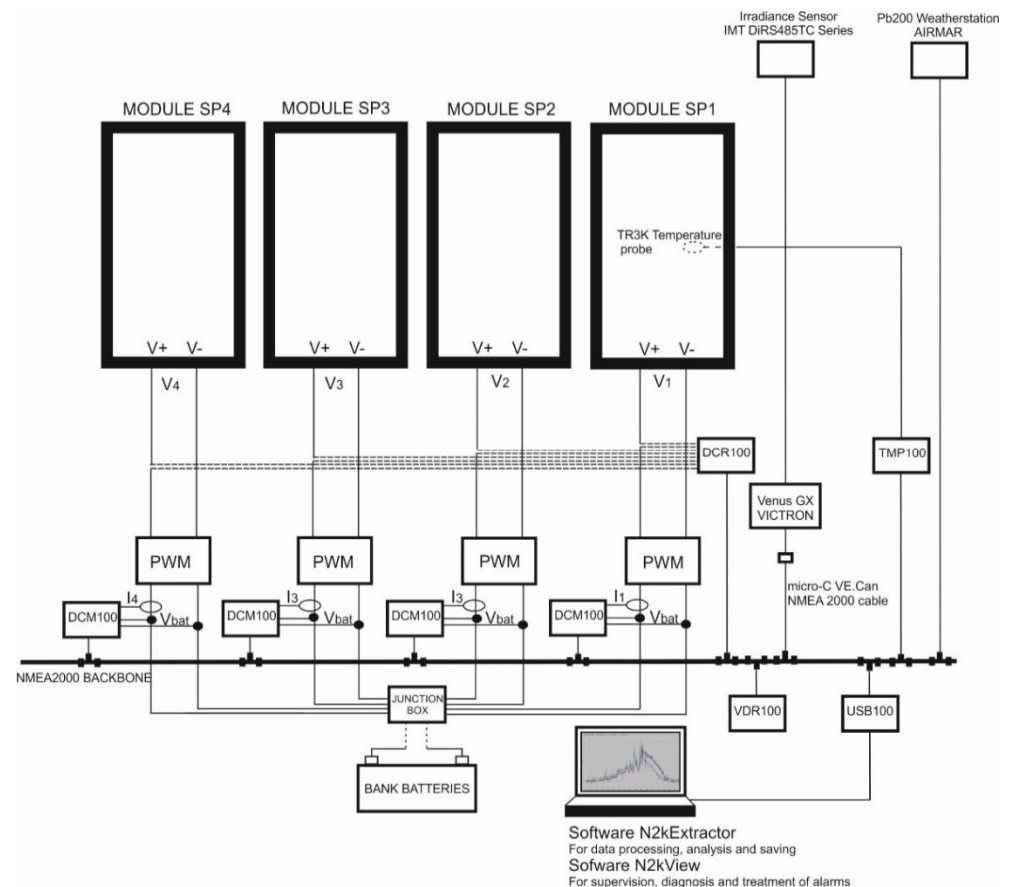 Irradiance Sensor
IMT DiRS485TC Series
Pb200 Weatherstation
AIRMAR
MODULE SP4
MODULE SP3
MODULE SP2
MODULE SP1
TR3K Temperature
probe
V+ V-
V+ V-
V+ V-
V+ V-
V4
V3
V2
V1
DCR100
TMP100
Venus GX
VICTRON
PWM
PWM
PWM
PWM
micro-C VE.Can
NMEA 2000 cable
I4
I3
I3
I1
DCM100
Vbat
DCM100
Vbat
DCM100
Vbat
DCM100
Vbat
NMEA2000 BACKBONE
JUNCTION
BOX
VDR100
USB100
BANK BATTERIES
Software N2kExtractor
For data processing, analysis and saving
Sofware N2kView
For supervision, diagnosis and treatment of alarms